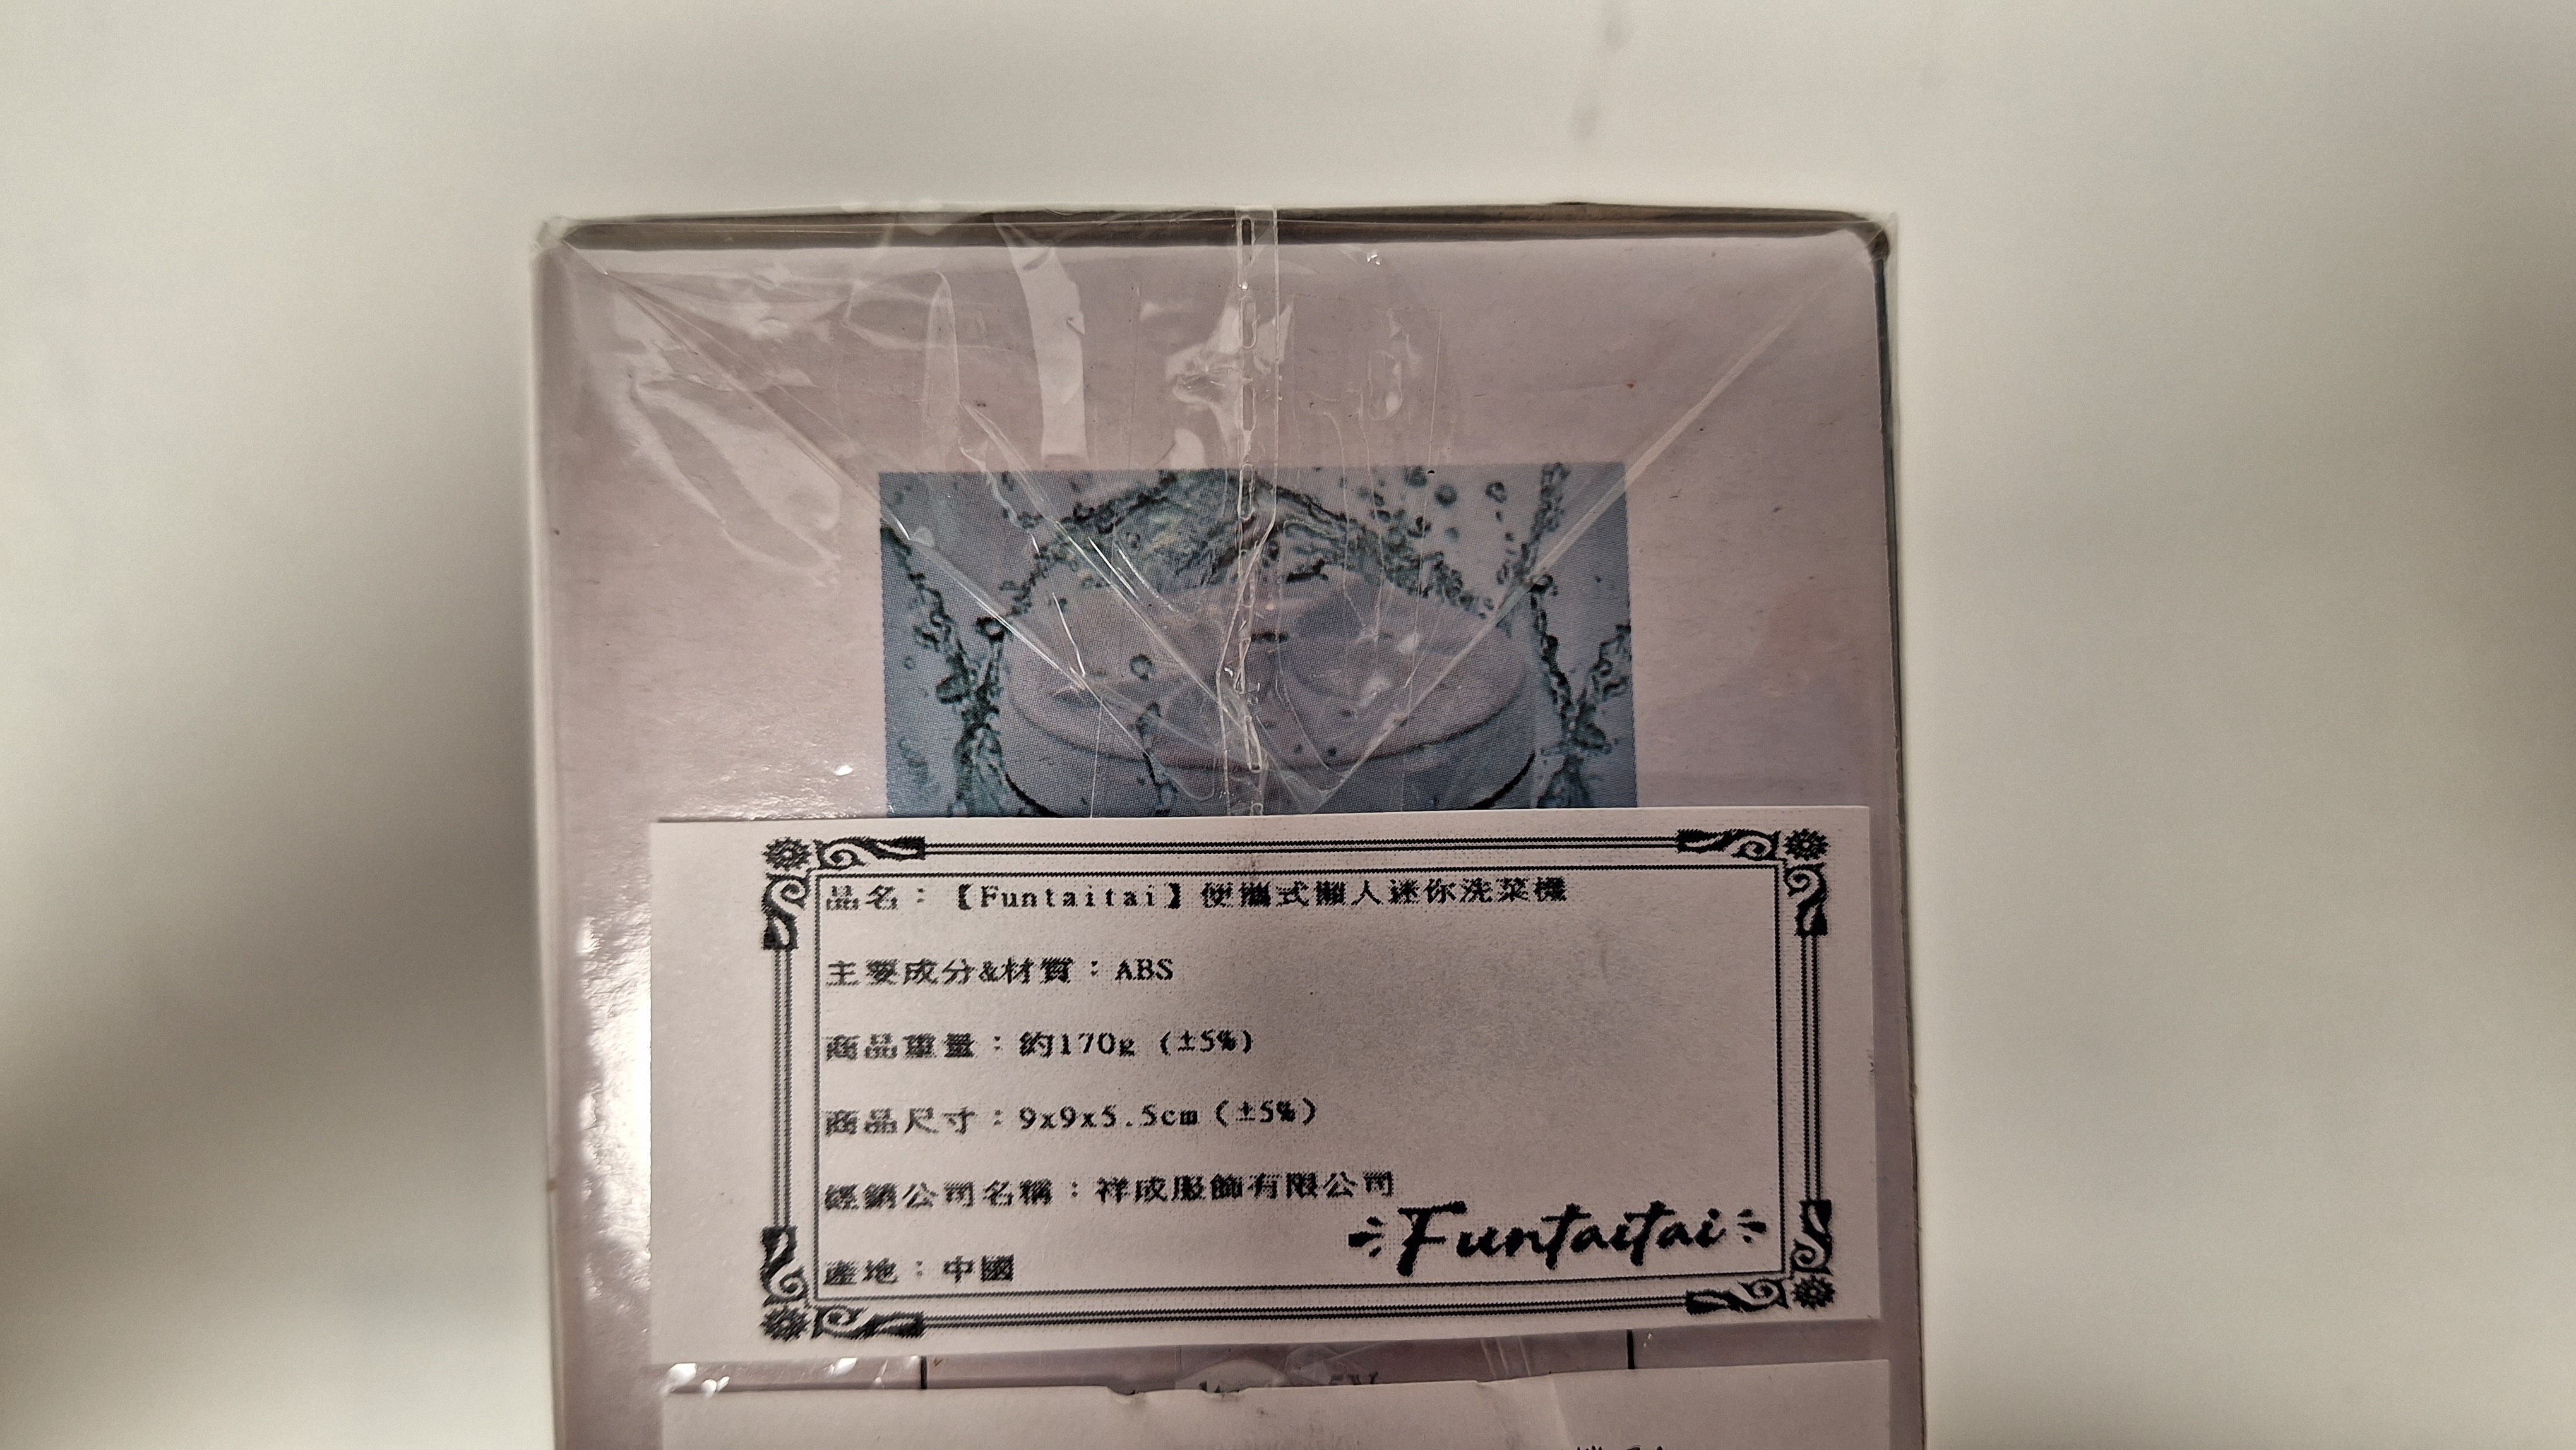 品名：【Funtaitai】便攜式懶人迷你洗菜機
主要成分&材質：ABS
商品重量：約170g (±5%)
商品尺寸：9x9x5.5cm (±5%)
經銷公司名稱：祥成服飾有限公司
Funtaitai
產地：中國